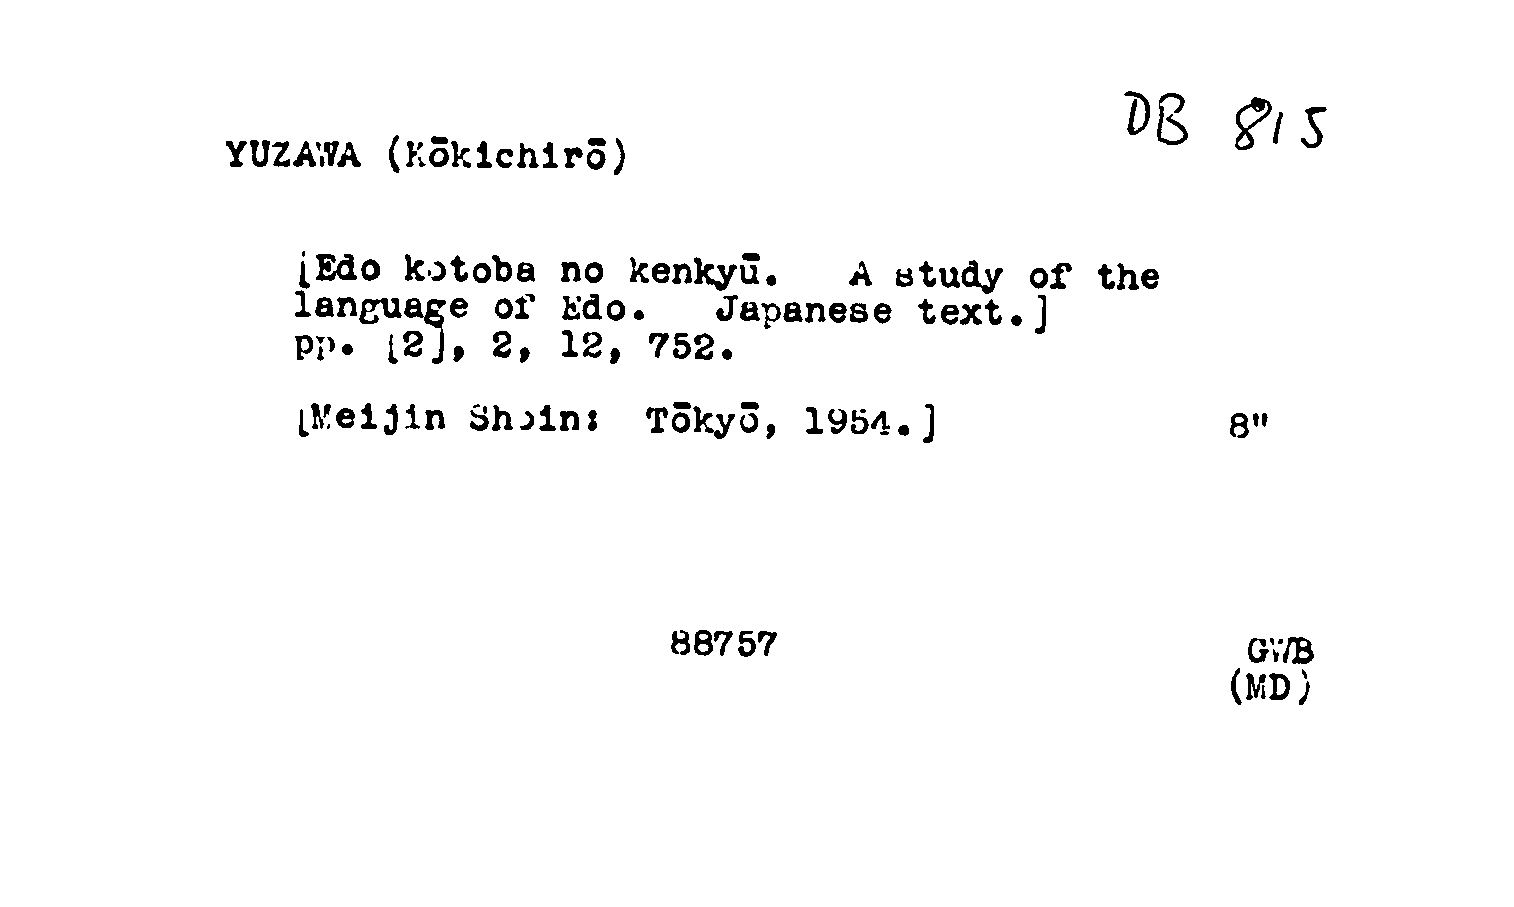 DB 815
YUZAWA (Kōkichirō)
[Edo kotoba no kenkyū. A study of the
language of Edo. Japanese text.]
pp. [2], 2, 12, 752.
[Meijin Shoin: Tōkyō, 1954.] 8"
88757 GWB
(MD)